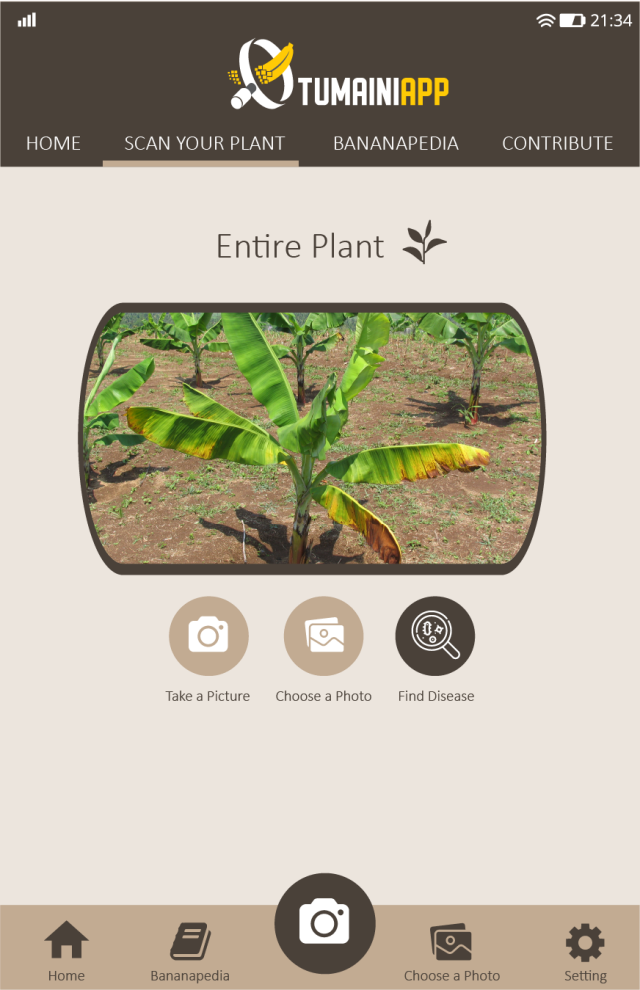 21:34
TUMAINIAPP
HOME SCAN YOUR PLANT BANANAPEDIA CONTRIBUTE
Entire Plant
Take a Picture Choose a Photo Find Disease
Home Bananapedia Choose a Photo Setting